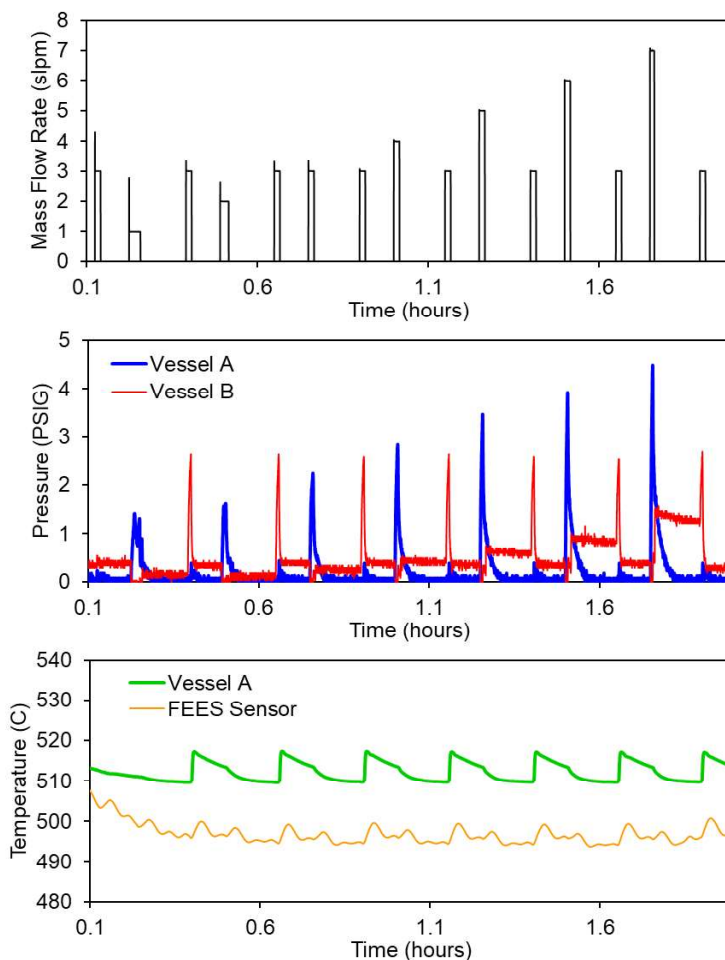 Mass Flow Rate (slpm)
8
7
6
5
4
3
2
1
0
0.1 0.6 1.1 1.6
Time (hours)
Pressure (PSIG)
5
4
3
2
1
0
Vessel A
Vessel B
0.1 0.6 1.1 1.6
Time (hours)
Temperature (C)
540
530
520
510
500
490
480
Vessel A
FEES Sensor
0.1 0.6 1.1 1.6
Time (hours)